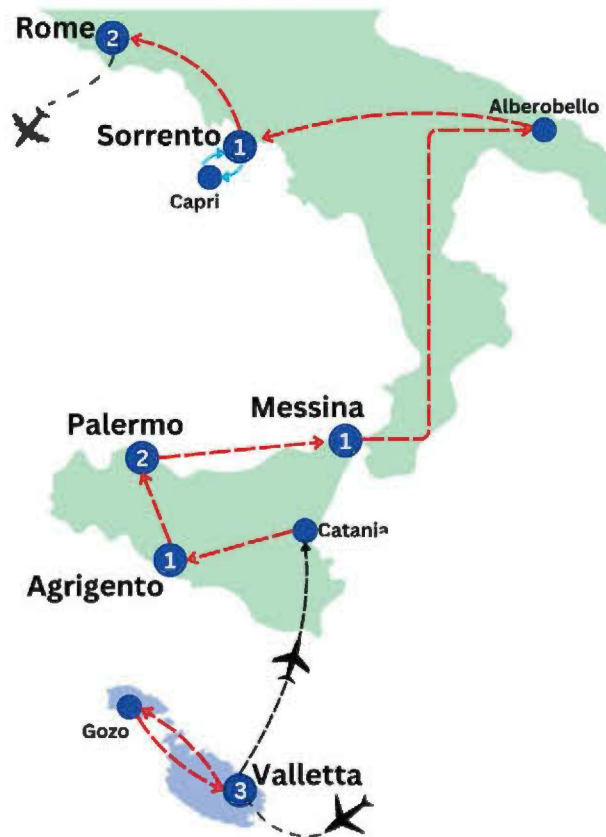 Rome
2
Alberobello
Sorrento
1
Capri
Messina
1
Palermo
2
Catania
Agrigento
1
Gozo
Valletta
3